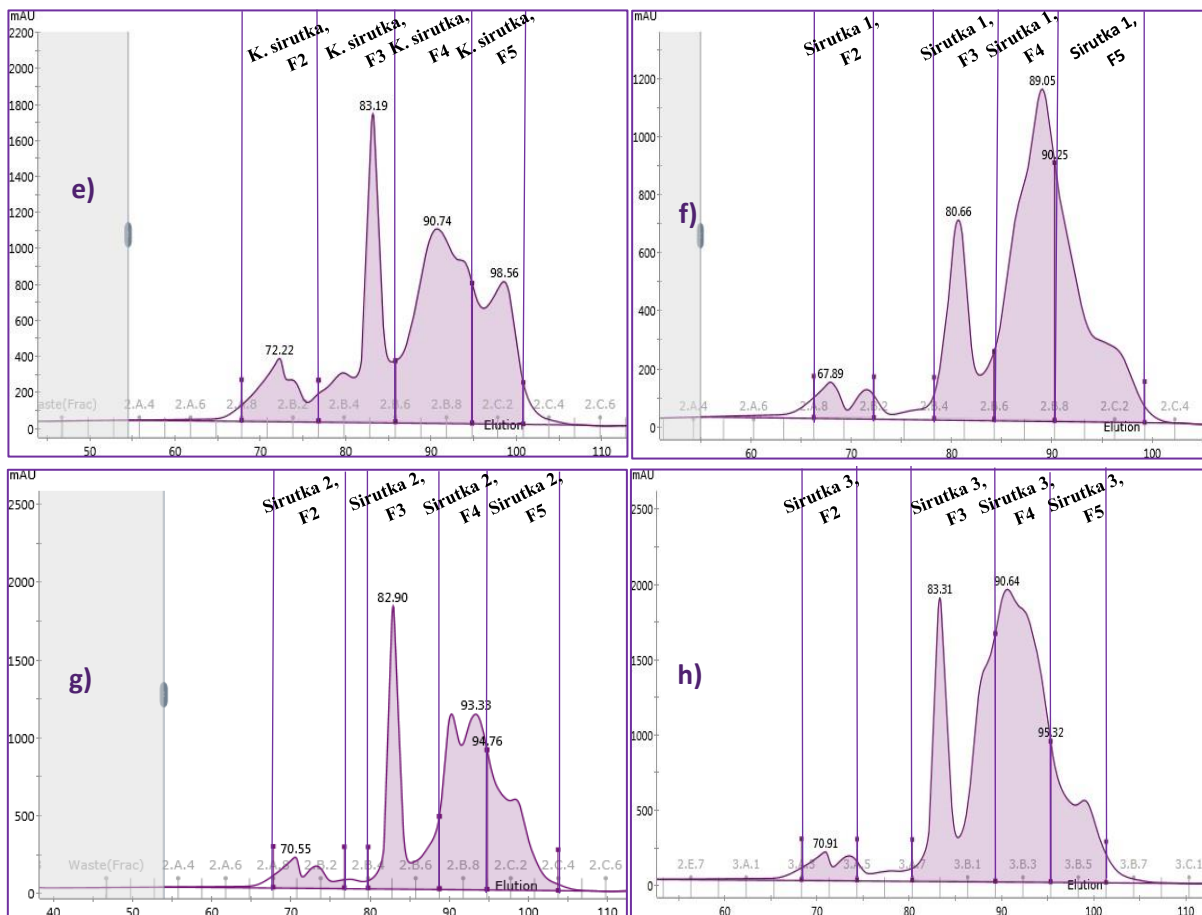 mAU
K. sirutka, F2
K. sirutka, F3
K. sirutka, F4
K. sirutka, F5
2200
2000
1800
1600
1400
1200
1000
800
600
400
200
0
e)
72.22
83.19
90.74
98.56
aste(Frac) 2.A.4 2.A.6 2.A.8 2.B.2 2.B.4 2.B.6 2.B.8 2.C.2 2.C.4 2.C.6
Elution
50 60 70 80 90 100 110
mAU
Sirutka 1, F2
Sirutka 1, F3
Sirutka 1, F4
Sirutka 1, F5
1200
1000
800
600
400
200
0
f)
67.89
80.66
89.05
90.25
2.A.4 2.A.6 2.A.8 2.B.2 2.B.4 2.B.6 2.B.8 2.C.2 2.C.4
Elution
60 70 80 90 100
mAU
Sirutka 2, F2
Sirutka 2, F3
Sirutka 2, F4
Sirutka 2, F5
2500
2000
1500
1000
500
0
g)
70.55
82.90
93.33
94.76
Waste(Frac) 2.A.4 2.A.6 2.A.8 2.B.2 2.B.4 2.B.6 2.B.8 2.C.2 2.C.4 2.C.6
Elution
40 50 60 70 80 90 100 110
mAU
Sirutka 3, F2
Sirutka 3, F3
Sirutka 3, F4
Sirutka 3, F5
2500
2000
1500
1000
500
0
h)
70.91
83.31
90.64
95.32
2.E.7 3.A.1 3.A.3 3.A.5 3.A.7 3.B.1 3.B.3 3.B.5 3.B.7 3.C.1
Elution
60 70 80 90 100 110